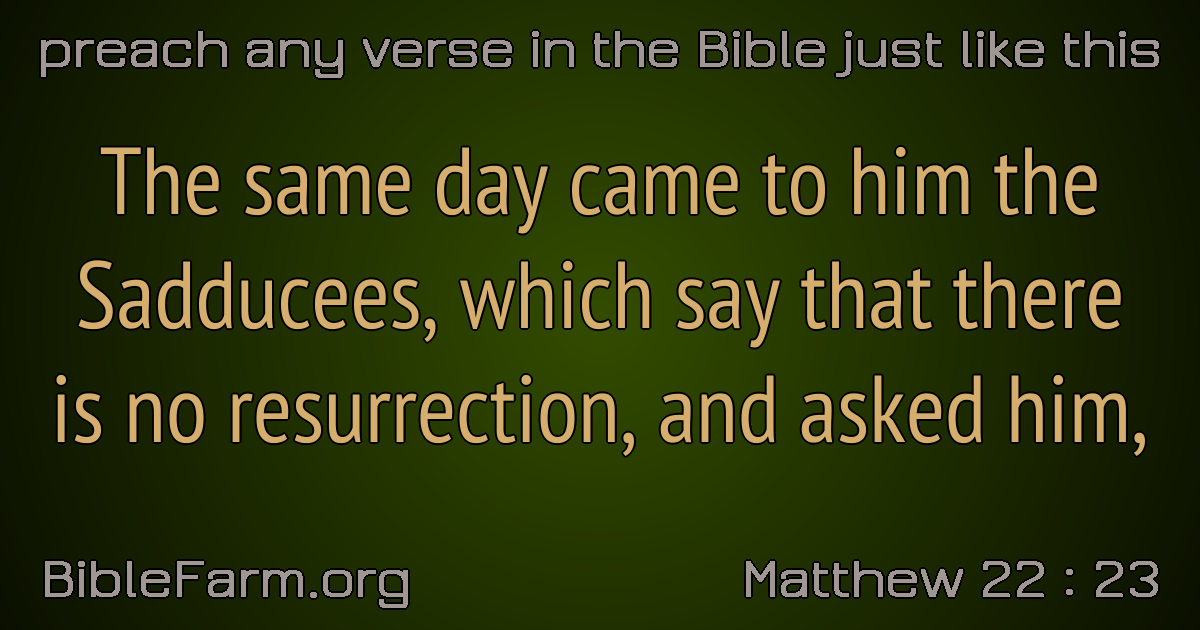 preach any verse in the Bible just like this
The same day came to him the
Sadducees, which say that there
is no resurrection, and asked him,
BibleFarm.org
Matthew 22 : 23